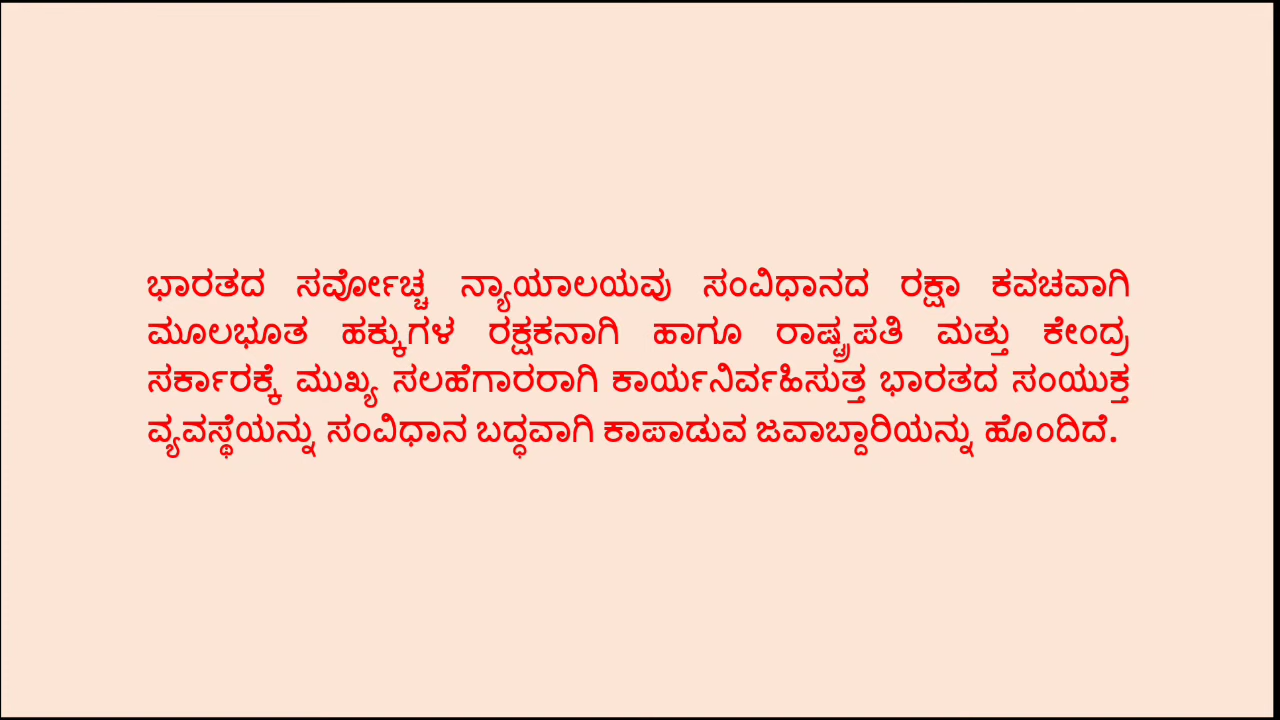 ಭಾರತದ ಸರ್ವೋಚ್ಚ ನ್ಯಾಯಾಲಯವು ಸಂವಿಧಾನದ ರಕ್ಷಾ ಕವಚವಾಗಿ
ಮೂಲಭೂತ ಹಕ್ಕುಗಳ ರಕ್ಷಕನಾಗಿ ಹಾಗೂ ರಾಷ್ಟ್ರಪತಿ ಮತ್ತು ಕೇಂದ್ರ
ಸರ್ಕಾರಕ್ಕೆ ಮುಖ್ಯ ಸಲಹೆಗಾರರಾಗಿ ಕಾರ್ಯನಿರ್ವಹಿಸುತ್ತ ಭಾರತದ ಸಂಯುಕ್ತ
ವ್ಯವಸ್ಥೆಯನ್ನು ಸಂವಿಧಾನ ಬದ್ಧವಾಗಿ ಕಾಪಾಡುವ ಜವಾಬ್ದಾರಿಯನ್ನು ಹೊಂದಿದೆ.